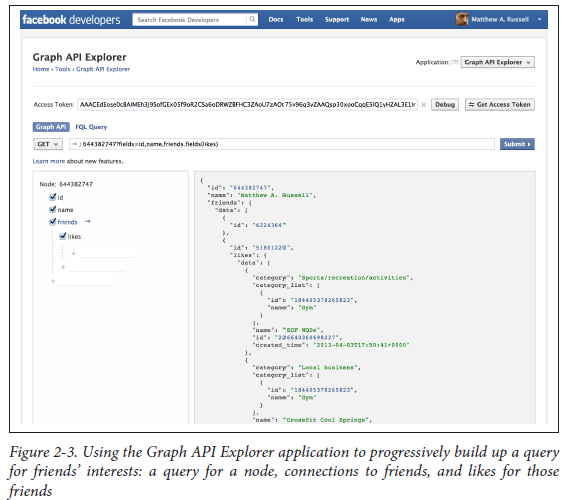 facebook developers Search Facebook Developers Docs Tools Support News Apps Matthew A. Russell
Graph API Explorer
Home › Tools › Graph API Explorer
Application: [?] Graph API Explorer
Access Token: × Debug Get Access Token
Graph API FQL Query
GET → / 644382747?fields=id,name,friends.fields(likes) Submit
Learn more about new features.
Node: 644382747
id
name
friends →
likes
+
+
+
{
"id": "644382747",
"name": "Matthew A. Russell",
"friends": {
"data": [
{
"id": "6224364"
},
{
"id": "51801220",
"likes": {
"data": [
{
"category": "Sports/recreation/activities",
"category_list": [
{
"id": "184405378265823",
"name": "Gym"
}
],
"name": "SOF WODs",
"id": "226640360698227",
"created_time": "2013-04-03T17:50:41+0000"
},
{
"category": "Local business",
"category_list": [
{
"id": "184405378265823",
"name": "Gym"
}
],
"name": "Crossfit Cool Springs",
Figure 2-3. Using the Graph API Explorer application to progressively build up a query
for friends’ interests: a query for a node, connections to friends, and likes for those
friends